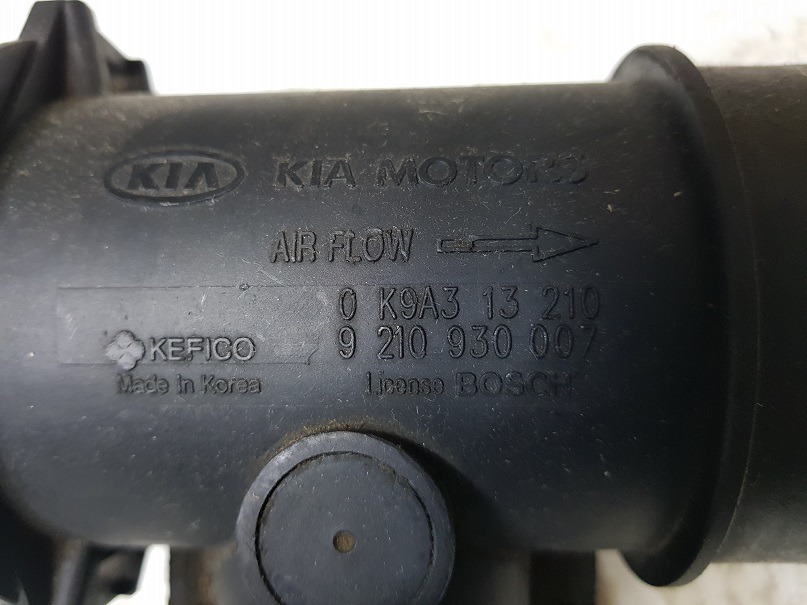 KIA KIA MOTORS
AIR FLOW
0 K9A3 13 210
9 210 930 007
KEFICO
Made in Korea License BOSCH